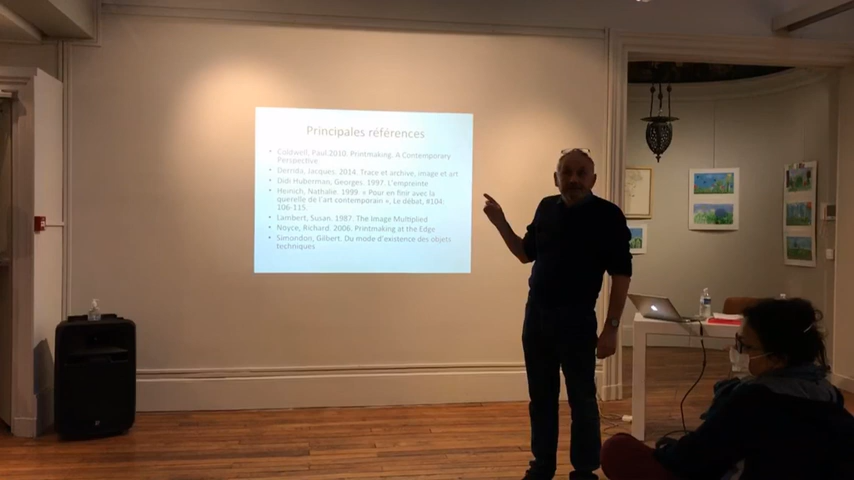 Principales références
• Coldwell, Paul 2010. Printmaking. A Contemporary
Perspective
• Derrida, Jacques. 2014. Trace et archive, image et art
• Didi Huberman, Georges. 1997. L'empreinte
• Heinich, Nathalie. 1999. « Pour en finir avec la
querelle de l'art contemporain », Le débat, #104:
106-115.
• Lambert, Susan. 1987. The Image Multiplied
• Noyce, Richard. 2006. Printmaking at the Edge
• Simondon, Gilbert. Du mode d'existence des objets
techniques